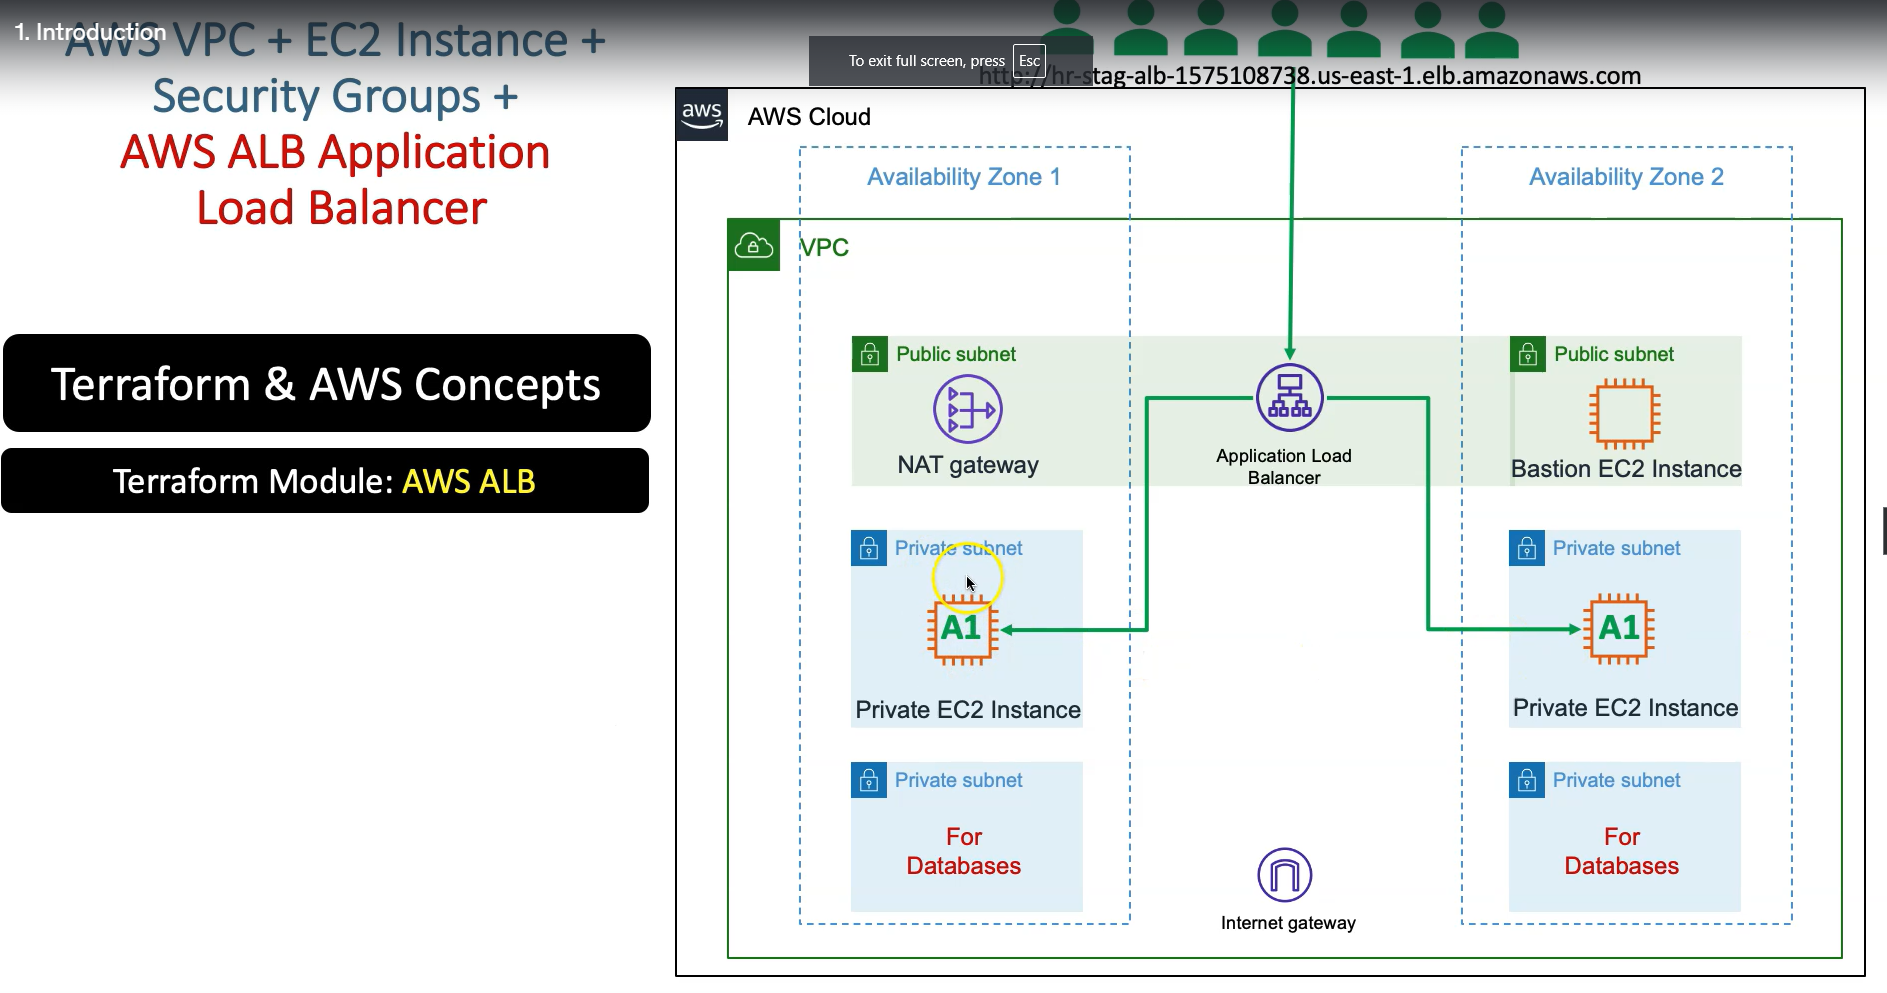 1. Introduction
AWS VPC + EC2 Instance +
Security Groups +
AWS ALB Application
Load Balancer
Terraform & AWS Concepts
Terraform Module: AWS ALB
To exit full screen, press Esc
http://hr-stag-alb-1575108738.us-east-1.elb.amazonaws.com
aws
AWS Cloud
Availability Zone 1
Availability Zone 2
VPC
Public subnet
NAT gateway
Application Load
Balancer
Public subnet
Bastion EC2 Instance
Private subnet
A1
Private EC2 Instance
Private subnet
A1
Private EC2 Instance
Private subnet
For
Databases
Private subnet
For
Databases
Internet gateway